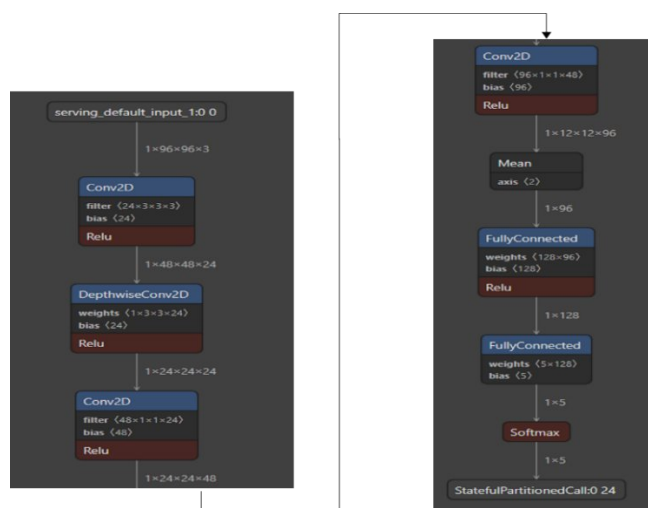 serving_default_input_1:0 0
1×96×96×3
Conv2D
filter ⟨24×3×3×3⟩
bias ⟨24⟩
Relu
1×48×48×24
DepthwiseConv2D
weights ⟨1×3×3×24⟩
bias ⟨24⟩
Relu
1×24×24×24
Conv2D
filter ⟨48×1×1×24⟩
bias ⟨48⟩
Relu
1×24×24×48
Conv2D
filter ⟨96×1×1×48⟩
bias ⟨96⟩
Relu
1×12×12×96
Mean
axis ⟨2⟩
1×96
FullyConnected
weights ⟨128×96⟩
bias ⟨128⟩
Relu
1×128
FullyConnected
weights ⟨5×128⟩
bias ⟨5⟩
1×5
Softmax
1×5
StatefulPartitionedCall:0 24